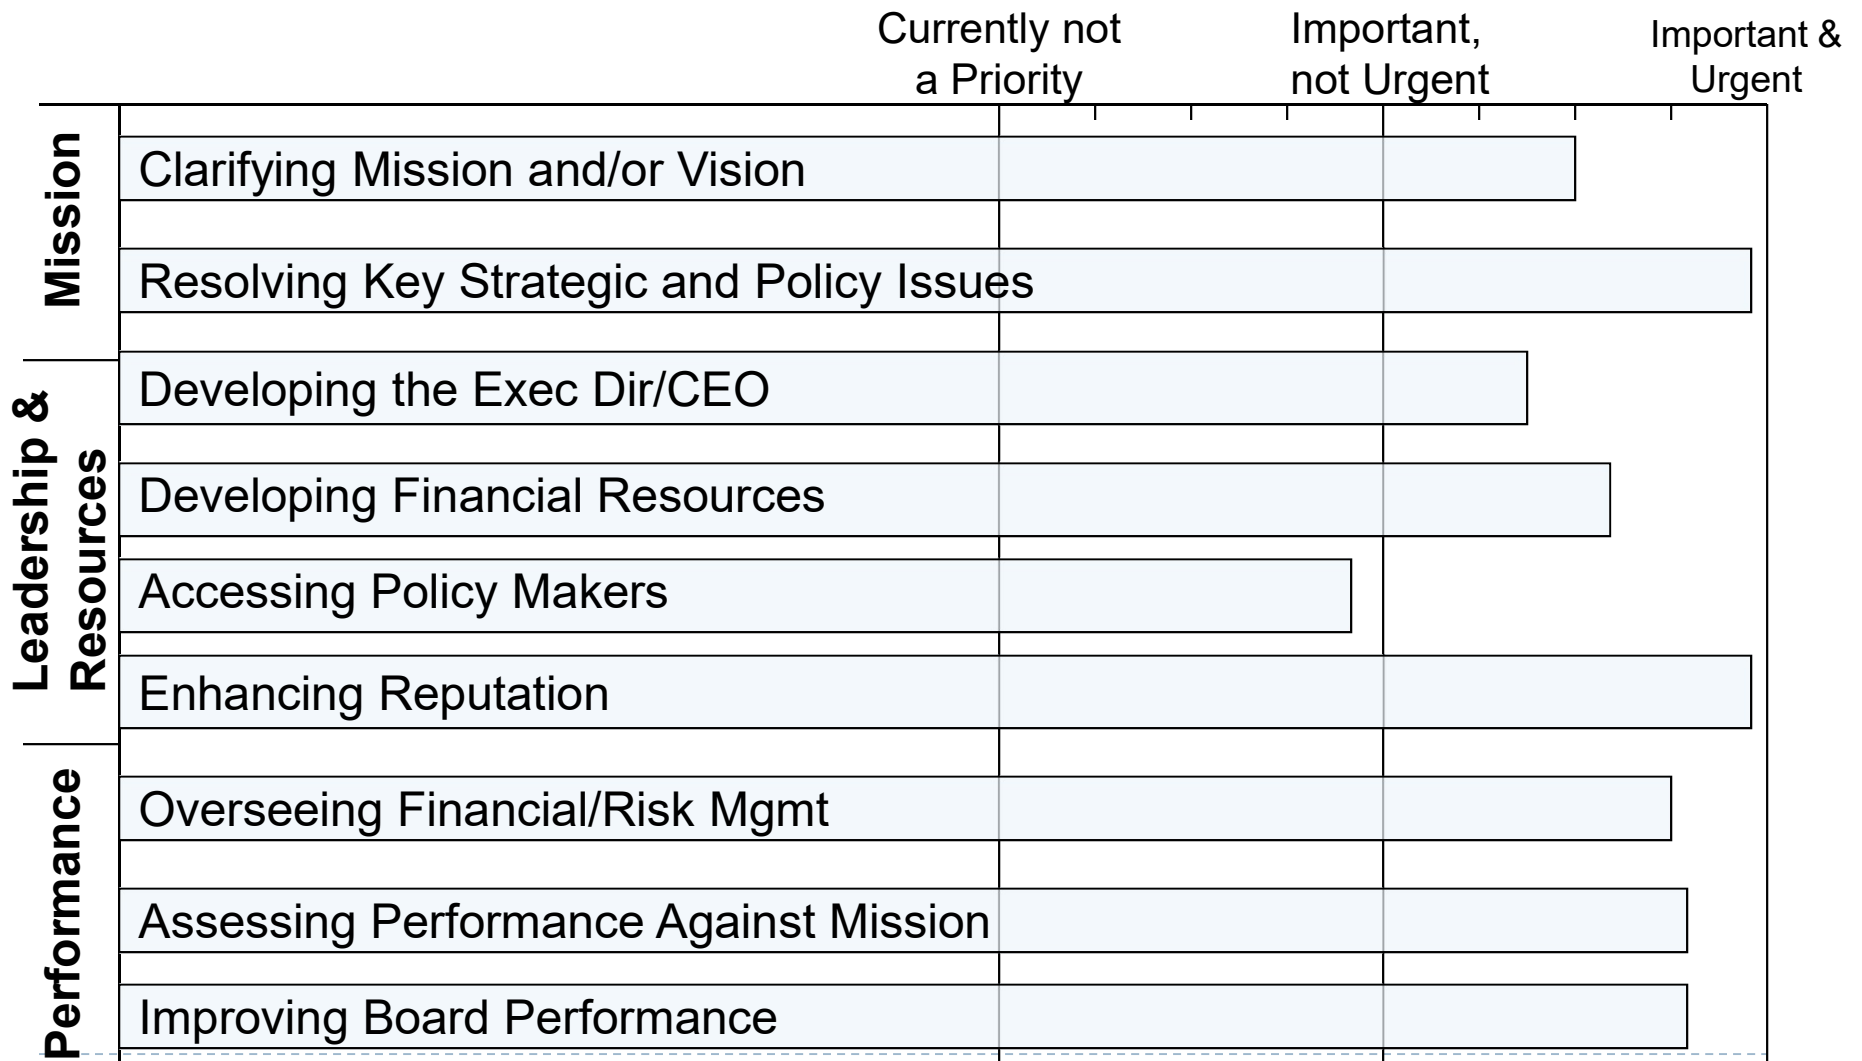 Currently not
a Priority
Important,
not Urgent
Important &
Urgent
Mission
Clarifying Mission and/or Vision
Resolving Key Strategic and Policy Issues
Leadership &
Resources
Developing the Exec Dir/CEO
Developing Financial Resources
Accessing Policy Makers
Enhancing Reputation
Performance
Overseeing Financial/Risk Mgmt
Assessing Performance Against Mission
Improving Board Performance